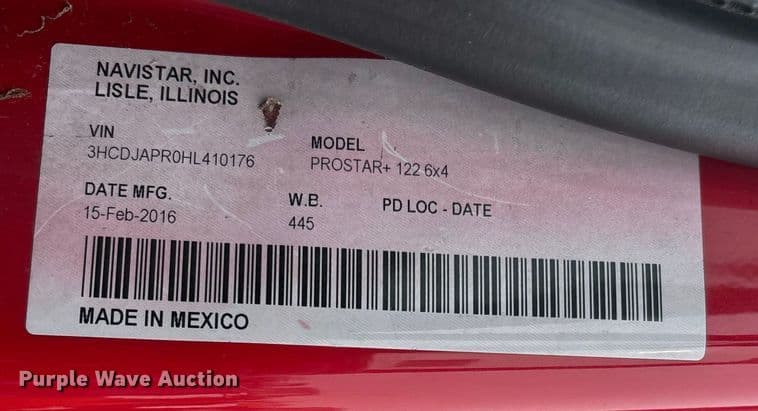 NAVISTAR, INC.
LISLE, ILLINOIS
VIN
3HCDJAPR0HL410176
MODEL
PROSTAR+ 122 6x4
DATE MFG.
15-Feb-2016
W.B.
445
PD LOC - DATE
MADE IN MEXICO
Purple Wave Auction